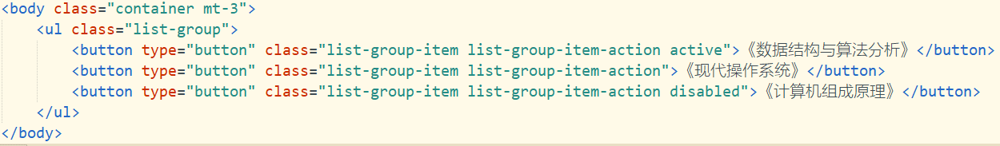 <body class="container mt-3">
    <ul class="list-group">
        <button type="button" class="list-group-item list-group-item-action active">《数据结构与算法分析》</button>
        <button type="button" class="list-group-item list-group-item-action">《现代操作系统》</button>
        <button type="button" class="list-group-item list-group-item-action disabled">《计算机组成原理》</button>
    </ul>
</body>